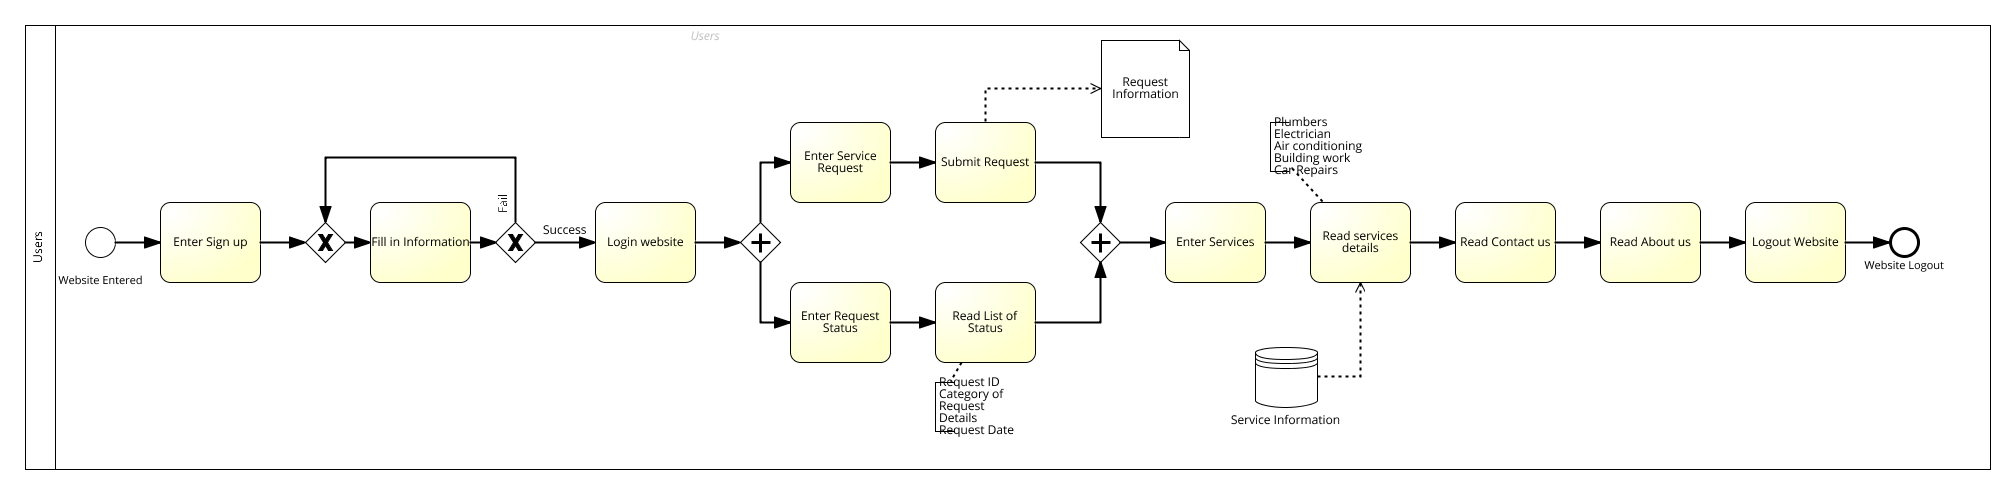 Users
Users
Website Entered
Enter Sign up
Fill in Information
Fail
Success
Login website
Enter Service
Request
Submit Request
Request
Information
Enter Request
Status
Read List of
Status
Request ID
Category of
Request
Details
Request Date
Enter Services
Plumbers
Electrician
Air conditioning
Building work
Car Repairs
Read services
details
Service Information
Read Contact us
Read About us
Logout Website
Website Logout